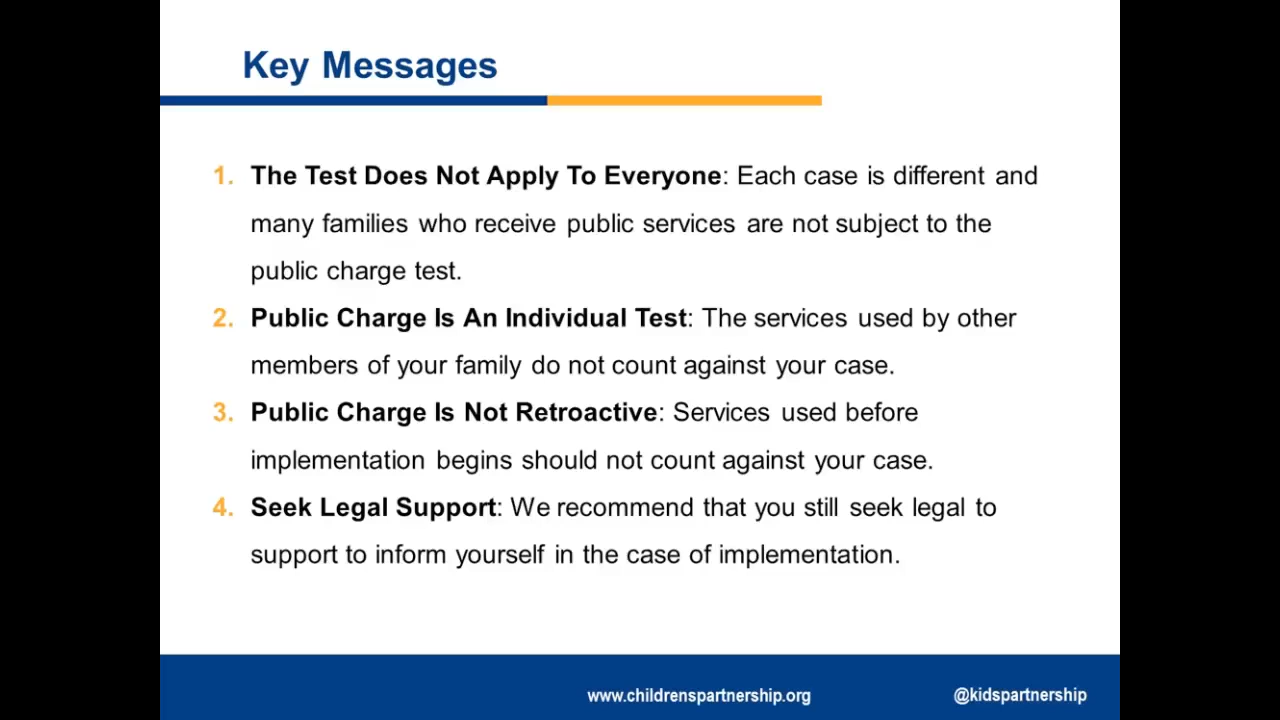 Key Messages
1. The Test Does Not Apply To Everyone: Each case is different and
many families who receive public services are not subject to the
public charge test.
2. Public Charge Is An Individual Test: The services used by other
members of your family do not count against your case.
3. Public Charge Is Not Retroactive: Services used before
implementation begins should not count against your case.
4. Seek Legal Support: We recommend that you still seek legal to
support to inform yourself in the case of implementation.
www.childrenspartnership.org
@kidspartnership